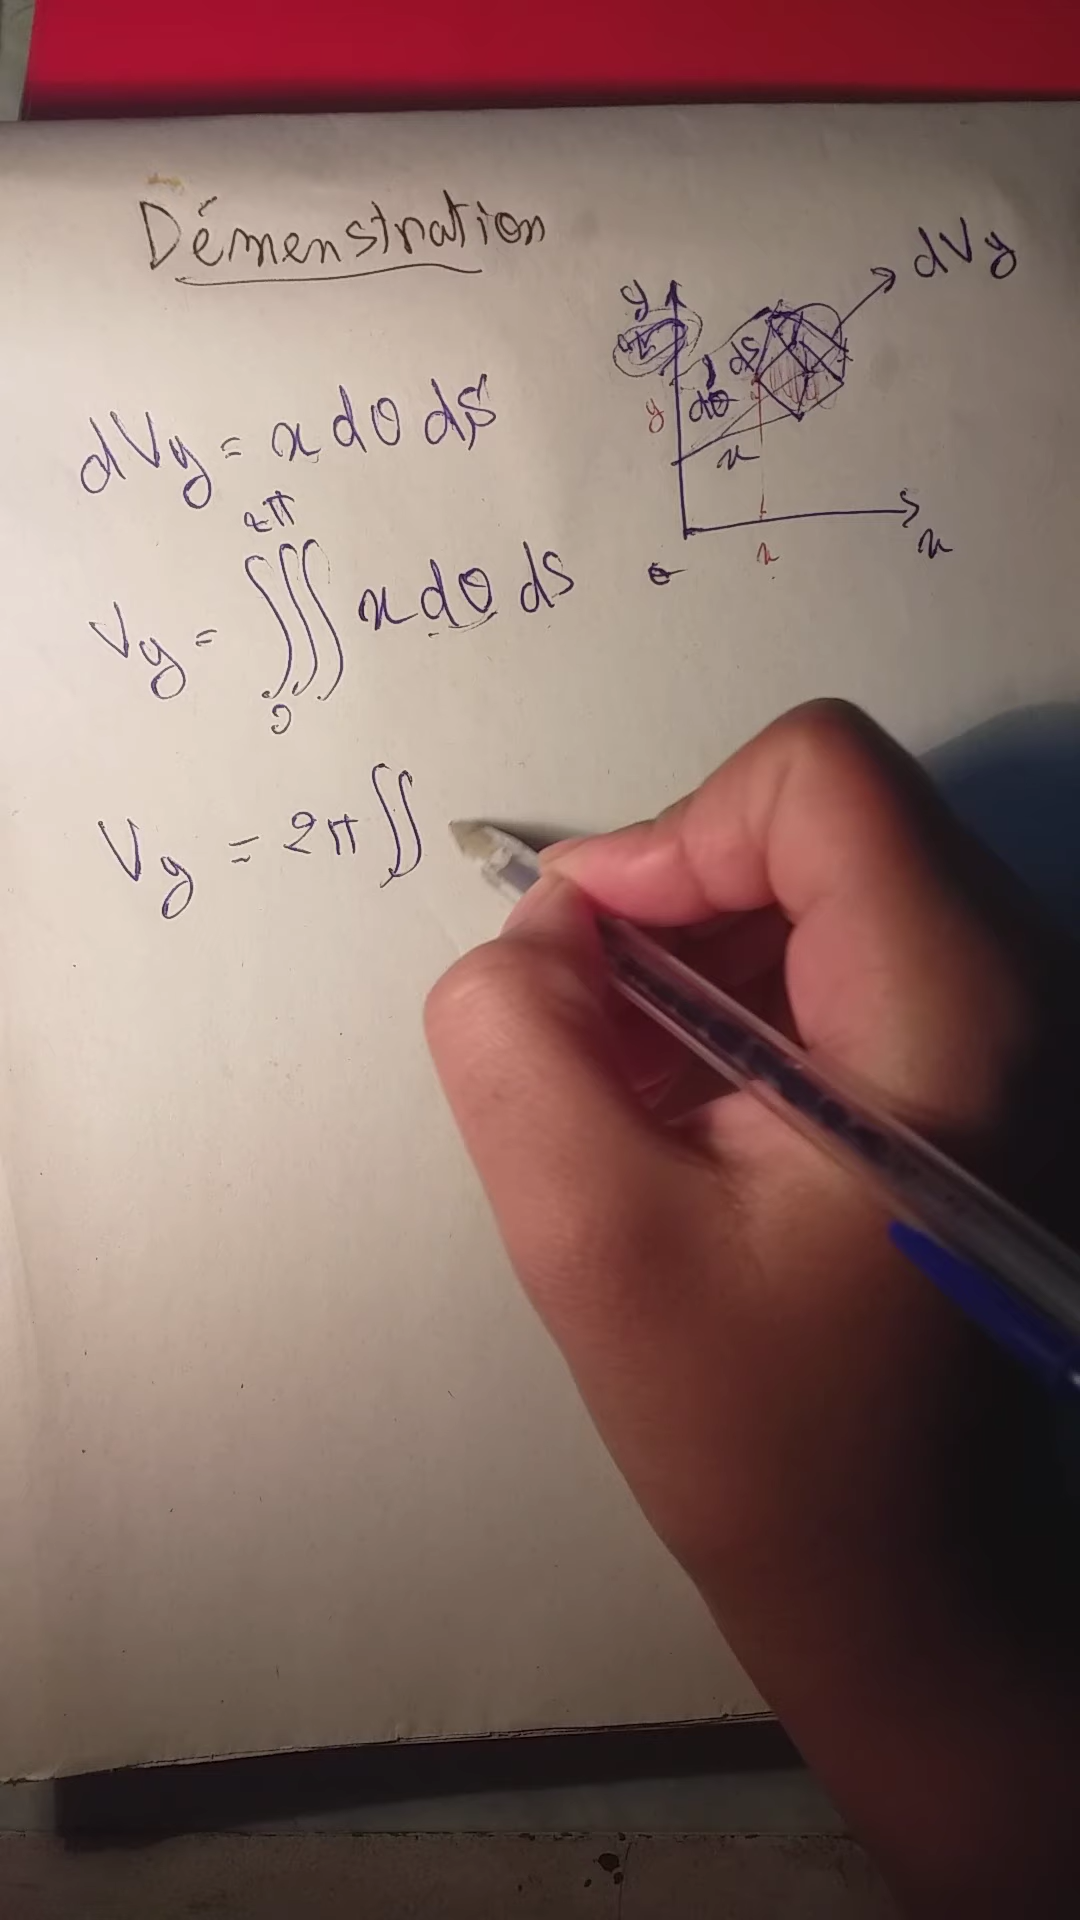 Démenstration
dVy
y
ds
y dθ
x
x
x
o
dVy = x dθ ds
2π
Vy = ∫∫∫ x dθ ds
0
Vy = 2π ∫∫